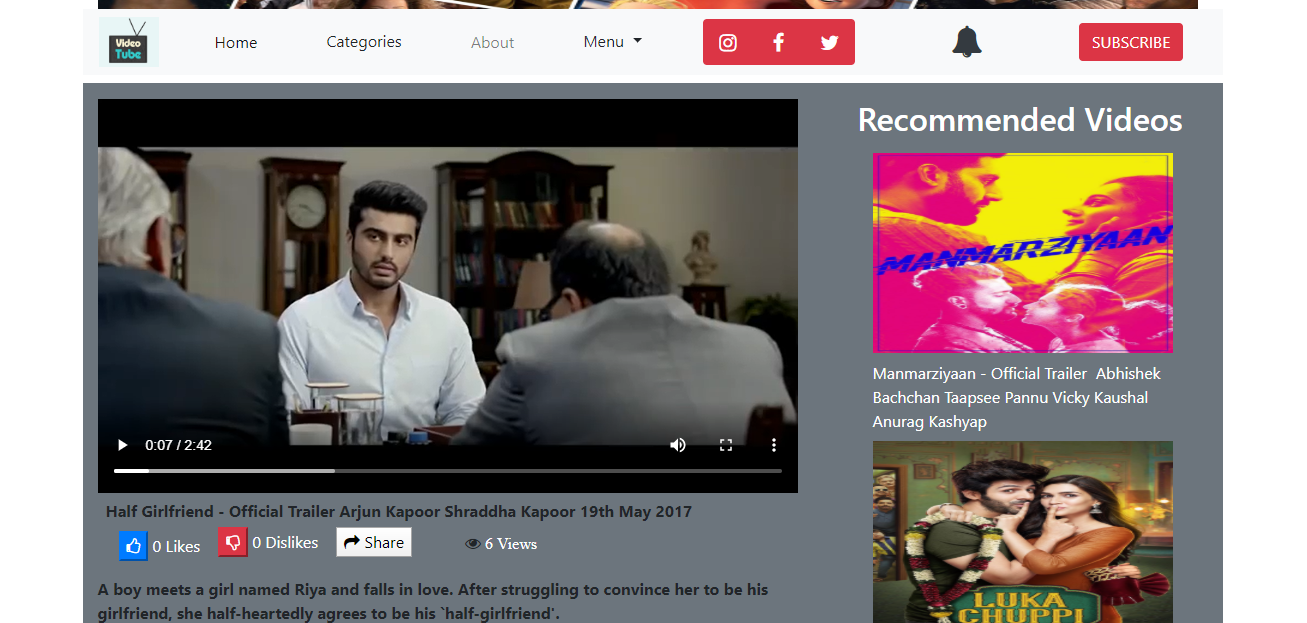 Video
Tube
Home
Categories
About
Menu
SUBSCRIBE
Recommended Videos
MANMARZIYAAN
0:07 / 2:42
Manmarziyaan - Official Trailer  Abhishek
Bachchan Taapsee Pannu Vicky Kaushal
Anurag Kashyap
Half Girlfriend - Official Trailer Arjun Kapoor Shraddha Kapoor 19th May 2017
0 Likes
0 Dislikes
Share
6 Views
A boy meets a girl named Riya and falls in love. After struggling to convince her to be his
girlfriend, she half-heartedly agrees to be his `half-girlfriend'.
LUKA
CHUPPI